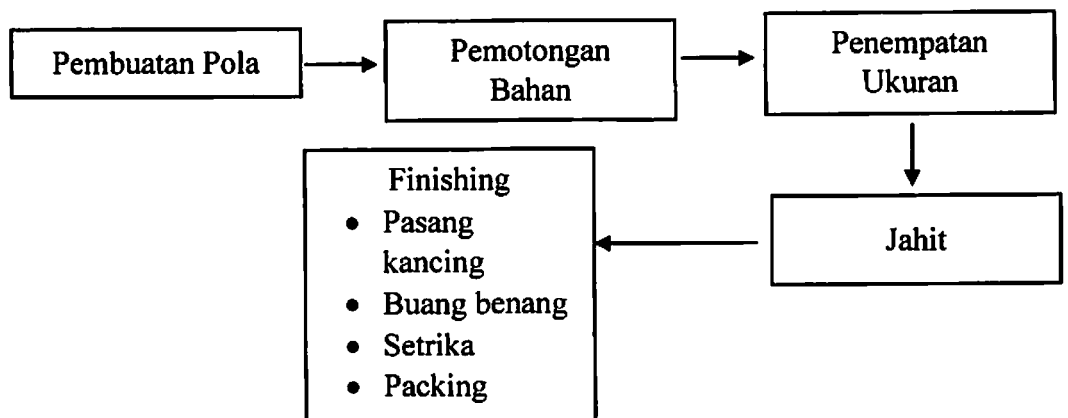 Pembuatan Pola
Pemotongan
Bahan
Penempatan
Ukuran
Jahit
Finishing
• Pasang
kancing
• Buang benang
• Setrika
• Packing